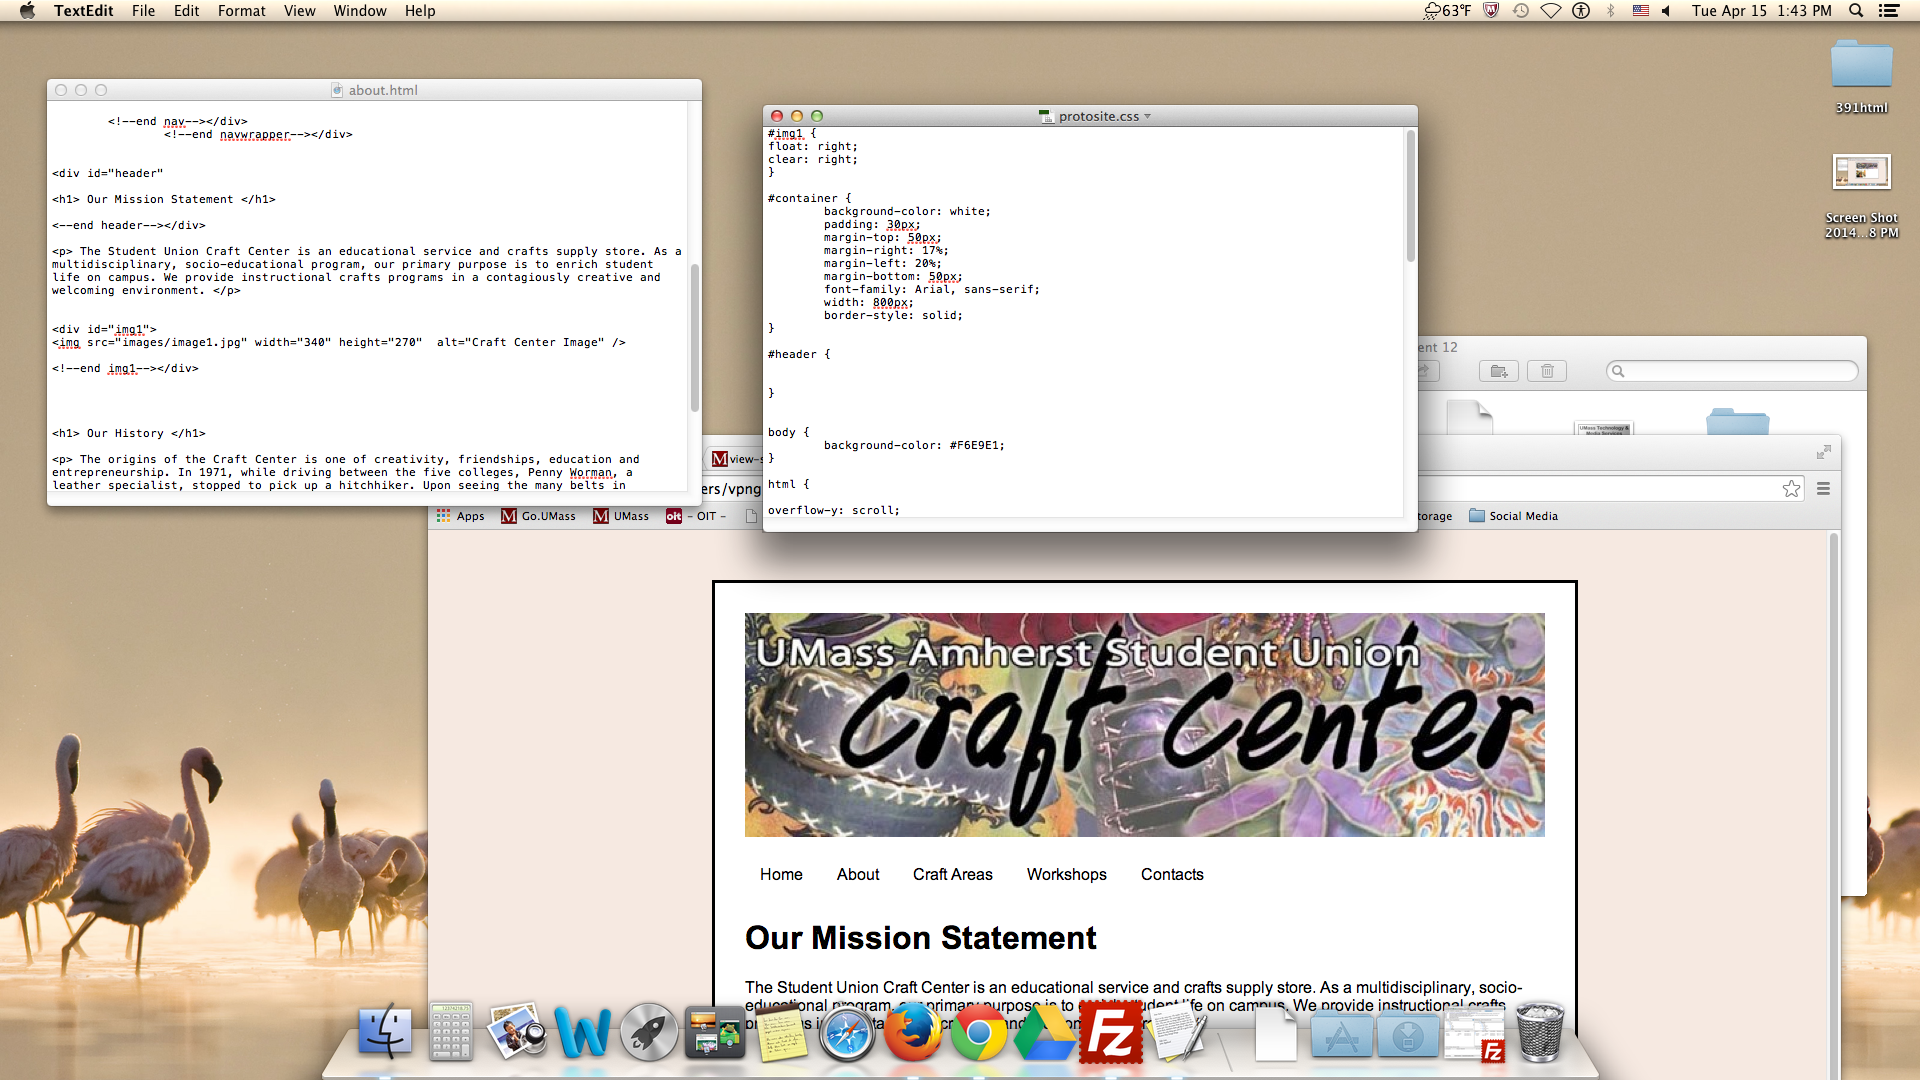 TextEdit File Edit Format View Window Help
63°F Tue Apr 15 1:43 PM
391html
Screen Shot
2014...8 PM
about.html
<!--end nav--></div>
<!--end navwrapper--></div>
<div id="header"
<h1> Our Mission Statement </h1>
<--end header--></div>
<p> The Student Union Craft Center is an educational service and crafts supply store. As a
multidisciplinary, socio-educational program, our primary purpose is to enrich student
life on campus. We provide instructional crafts programs in a contagiously creative and
welcoming environment. </p>
<div id="img1">
<img src="images/image1.jpg" width="340" height="270"  alt="Craft Center Image" />
<!--end img1--></div>
<h1> Our History </h1>
<p> The origins of the Craft Center is one of creativity, friendships, education and
entrepreneurship. In 1971, while driving between the five colleges, Penny Worman, a
leather specialist, stopped to pick up a hitchhiker. Upon seeing the many belts in
protosite.css
#img1 {
float: right;
clear: right;
}
#container {
background-color: white;
padding: 30px;
margin-top: 50px;
margin-right: 17%;
margin-left: 20%;
margin-bottom: 50px;
font-family: Arial, sans-serif;
width: 800px;
border-style: solid;
}
#header {
}
body {
background-color: #F6E9E1;
}
html {
overflow-y: scroll;
ent 12
view-s
ers/vpng
Apps Go.UMass UMass oit - OIT - torage Social Media
UMass Amherst Student Union
Craft Center
Home About Craft Areas Workshops Contacts
Our Mission Statement
The Student Union Craft Center is an educational service and crafts supply store. As a multidisciplinary, socio-
educational program, our primary purpose is to enrich student life on campus. We provide instructional crafts